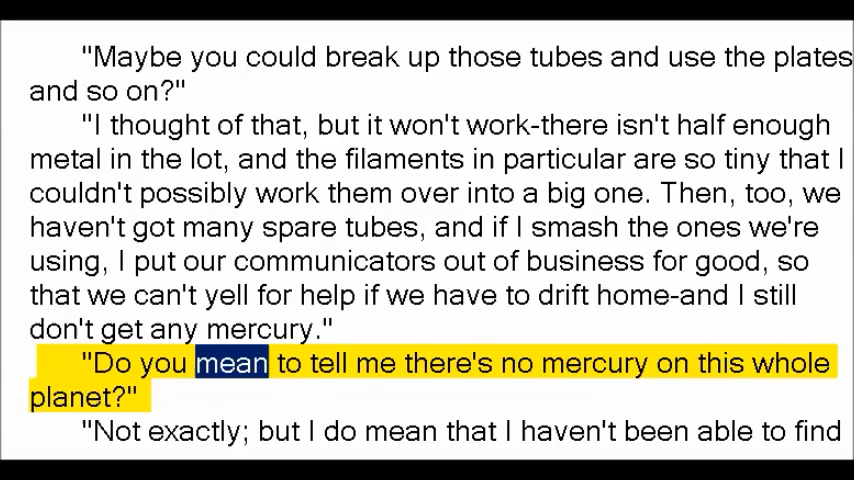 "Maybe you could break up those tubes and use the plates
and so on?"
"I thought of that, but it won't work-there isn't half enough
metal in the lot, and the filaments in particular are so tiny that I
couldn't possibly work them over into a big one. Then, too, we
haven't got many spare tubes, and if I smash the ones we're
using, I put our communicators out of business for good, so
that we can't yell for help if we have to drift home-and I still
don't get any mercury."
"Do you mean to tell me there's no mercury on this whole
planet?"
"Not exactly; but I do mean that I haven't been able to find